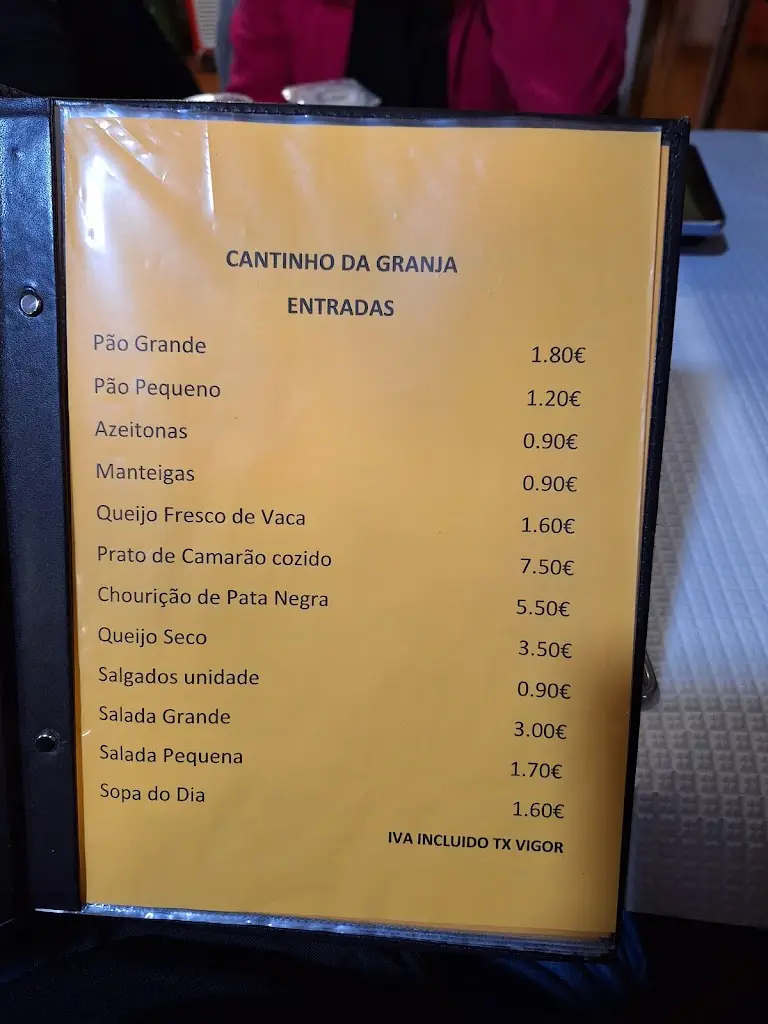 CANTINHO DA GRANJA
ENTRADAS
Pão Grande 1.80€
Pão Pequeno 1.20€
Azeitonas 0.90€
Manteigas 0.90€
Queijo Fresco de Vaca 1.60€
Prato de Camarão cozido 7.50€
Chourição de Pata Negra 5.50€
Queijo Seco 3.50€
Salgados unidade 0.90€
Salada Grande 3.00€
Salada Pequena 1.70€
Sopa do Dia 1.60€
IVA INCLUIDO TX VIGOR